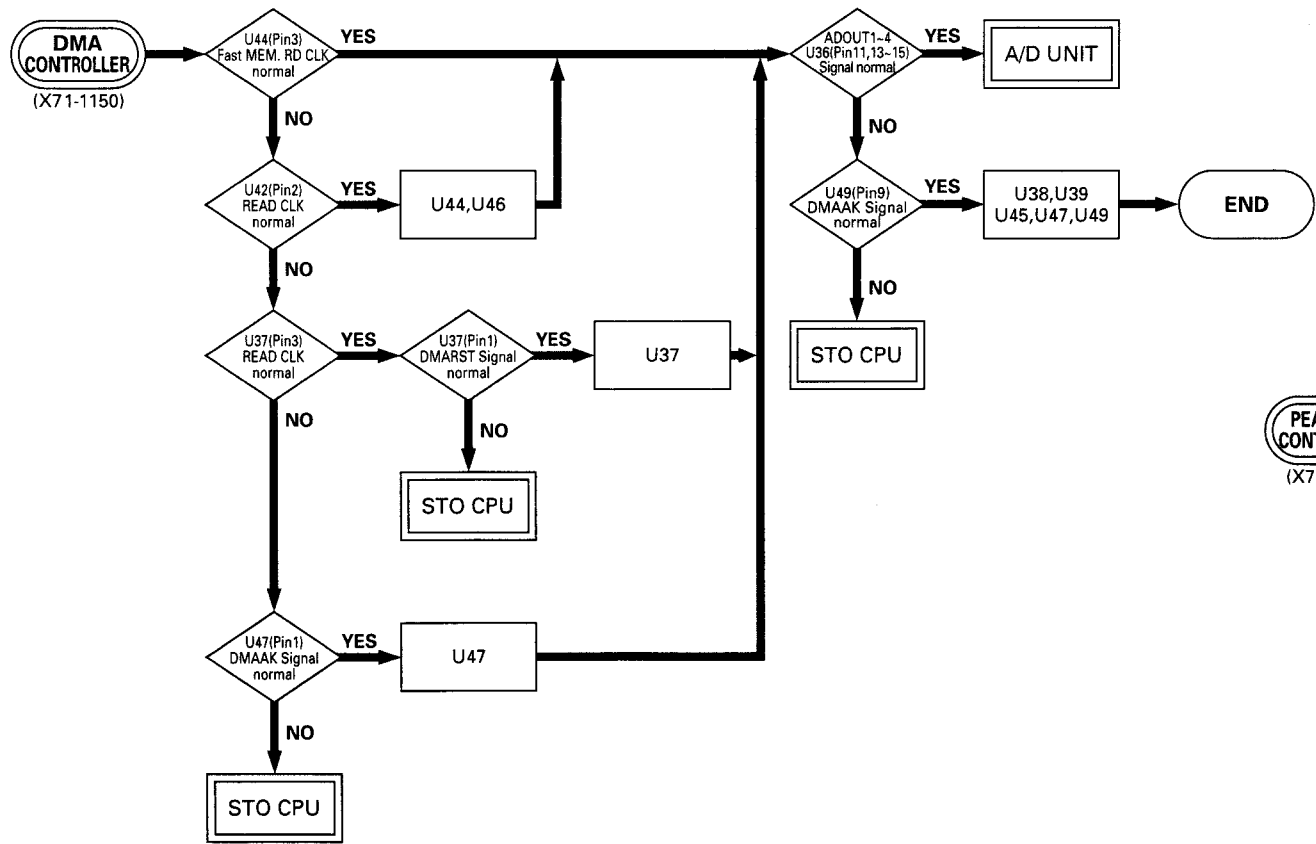 DMA
CONTROLLER
(X71-1150)
U44(Pin3)
Fast MEM. RD CLK
normal
YES
NO
ADOUT1~4
U36(Pin11,13~15)
Signal normal
YES
A/D UNIT
NO
U42(Pin2)
READ CLK
normal
YES
U44,U46
NO
U49(Pin9)
DMAAK Signal
normal
YES
U38,U39
U45,U47,U49
END
NO
STO CPU
U37(Pin3)
READ CLK
normal
YES
U37(Pin1)
DMARST Signal
normal
YES
U37
NO
NO
STO CPU
PEA
CONT
(X7
U47(Pin1)
DMAAK Signal
normal
YES
U47
NO
STO CPU